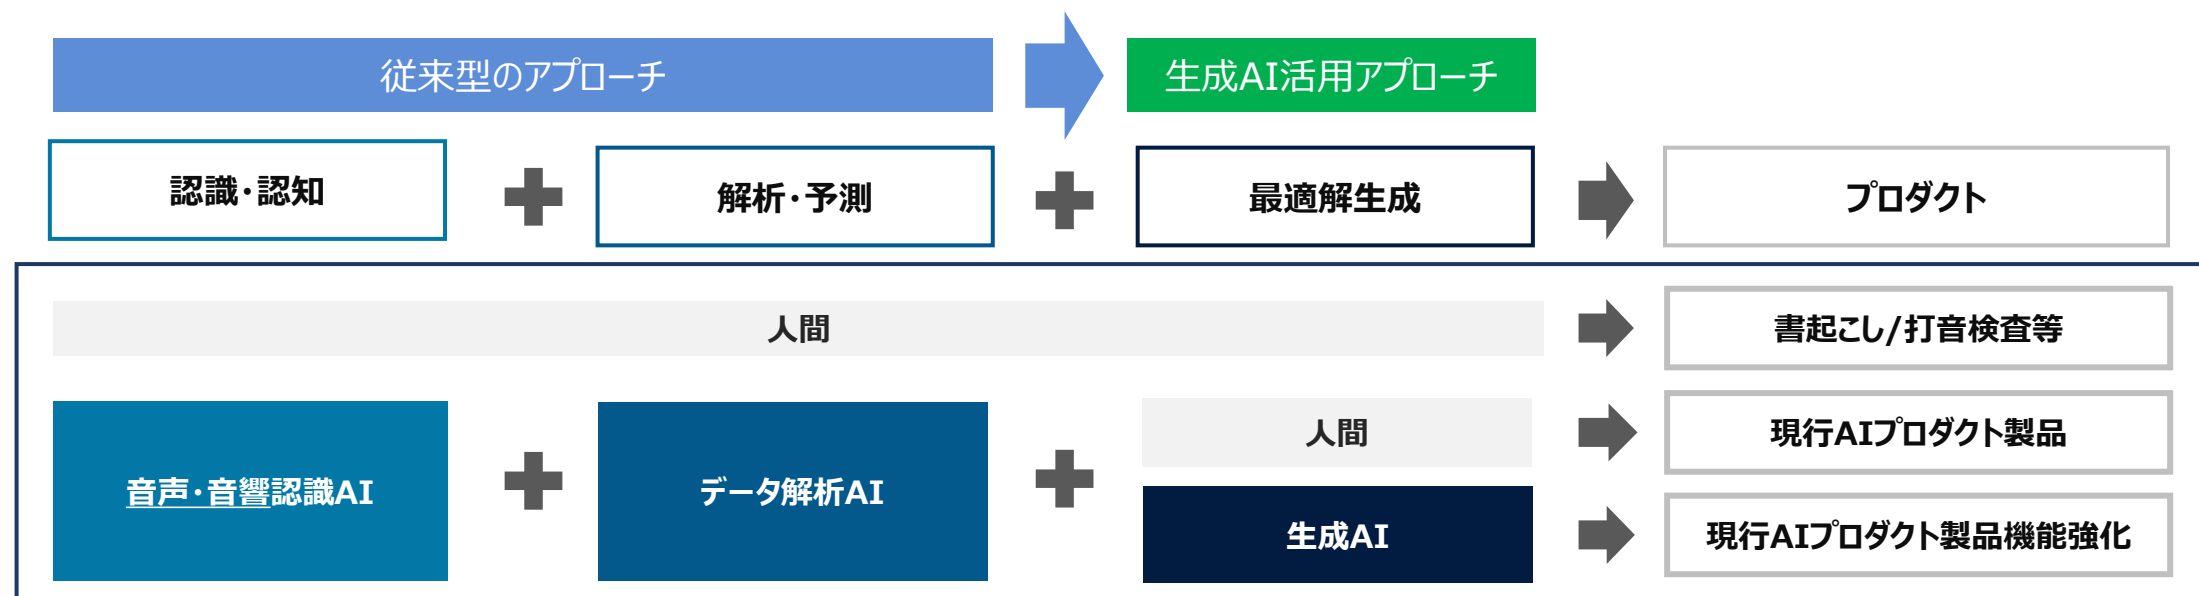 従来型のアプローチ
生成AI活用アプローチ
認識・認知
解析・予測
最適解生成
プロダクト
人間
書起こし/打音検査等
音声・音響認識AI
データ解析AI
人間
現行AIプロダクト製品
生成AI
現行AIプロダクト製品機能強化